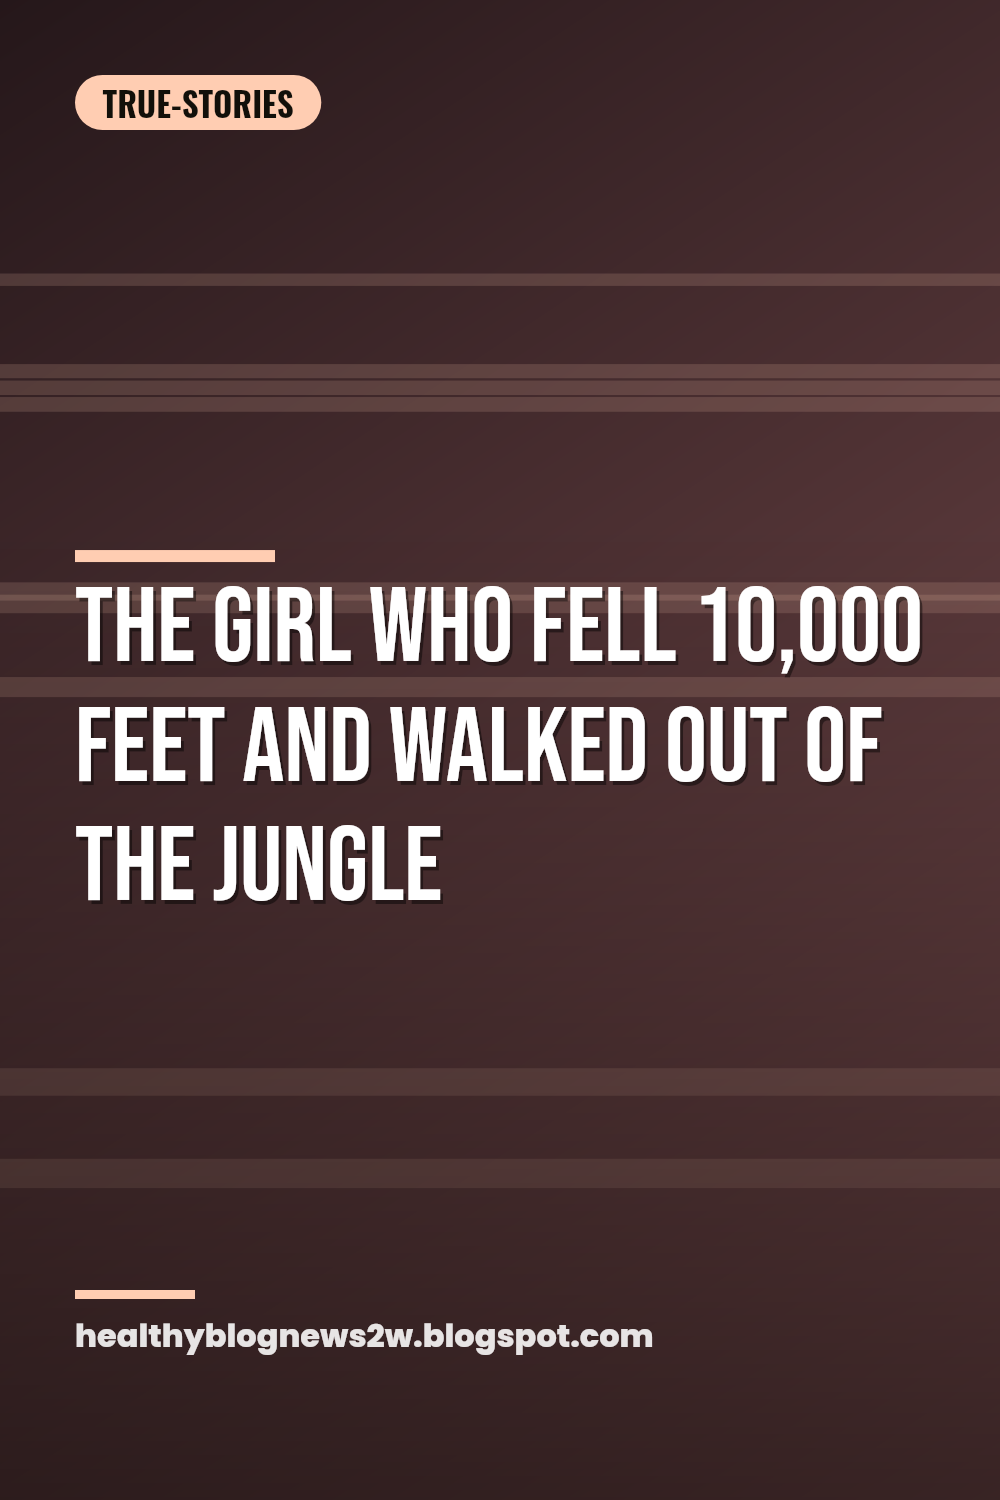 TRUE-STORIES
THE GIRL WHO FELL 10,000
FEET AND WALKED OUT OF
THE JUNGLE
healthyblognews2w.blogspot.com